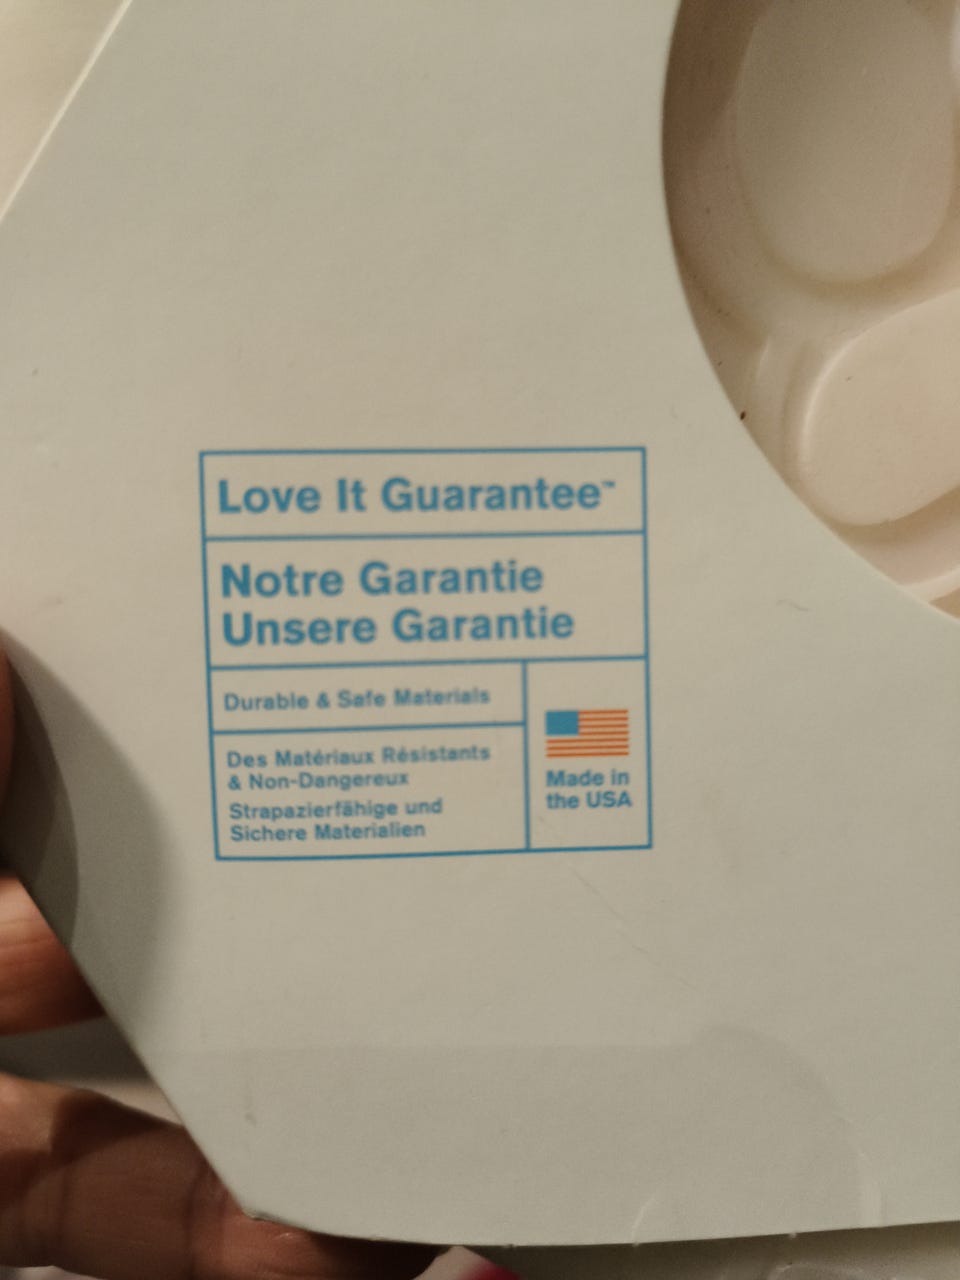 Love It Guarantee™
Notre Garantie
Unsere Garantie
Durable & Safe Materials
Des Matériaux Résistants
& Non-Dangereux
Strapazierfähige und
Sichere Materialien
Made in
the USA